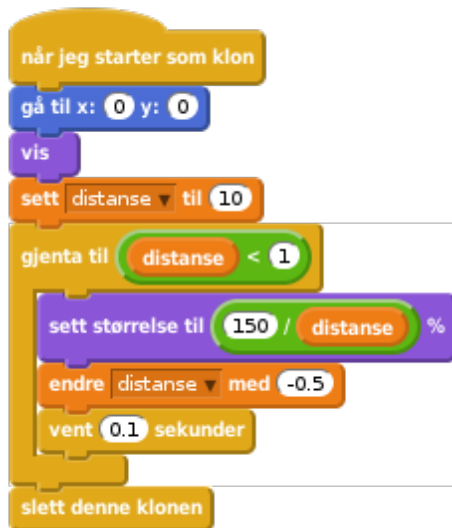 når jeg starter som klon
gå til x: 0 y: 0
vis
sett distanse til 10
gjenta til distanse < 1
sett størrelse til 150 / distanse %
endre distanse med -0.5
vent 0.1 sekunder
slett denne klonen